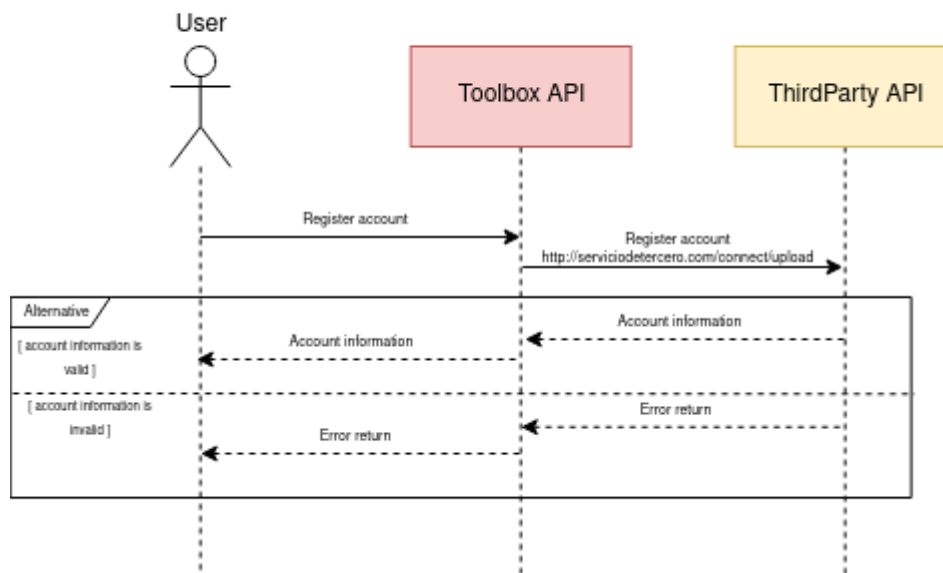 User
Toolbox API
ThirdParty API
Register account
Register account
http://serviciodetercero.com/connect/upload
Alternative
[ account information is
valid ]
Account information
Account information
[ account information is
invalid ]
Error return
Error return